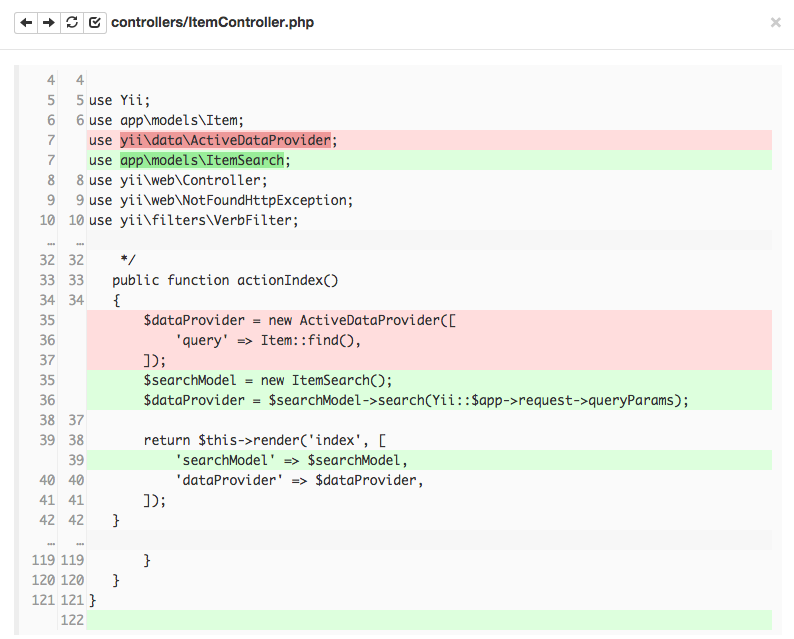 controllers/ItemController.php
4 4
5 5 use Yii;
6 6 use app\models\Item;
7 use yii\data\ActiveDataProvider;
7 use app\models\ItemSearch;
8 8 use yii\web\Controller;
9 9 use yii\web\NotFoundHttpException;
10 10 use yii\filters\VerbFilter;
... ...
32 32     */
33 33    public function actionIndex()
34 34    {
35        $dataProvider = new ActiveDataProvider([
36            'query' => Item::find(),
37        ]);
35        $searchModel = new ItemSearch();
36        $dataProvider = $searchModel->search(Yii::$app->request->queryParams);
38 37
39 38        return $this->render('index', [
39            'searchModel' => $searchModel,
40 40            'dataProvider' => $dataProvider,
41 41        ]);
42 42    }
... ...
119 119        }
120 120    }
121 121 }
122